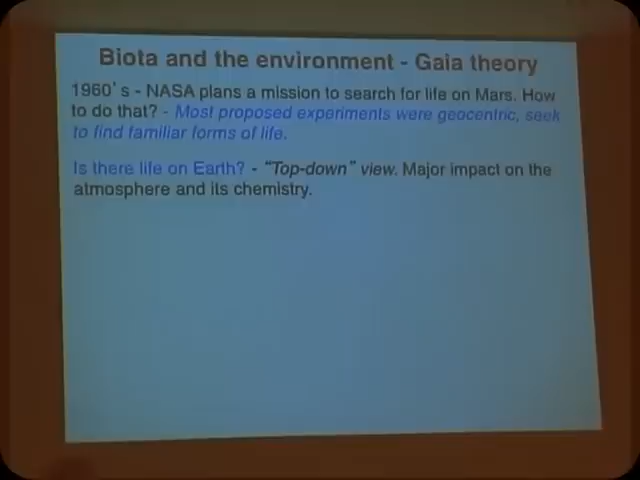 Biota and the environment - Gaia theory
1960's - NASA plans a mission to search for life on Mars. How
to do that? - Most proposed experiments were geocentric, seek
to find familiar forms of life.
Is there life on Earth? - “Top-down” view. Major impact on the
atmosphere and its chemistry.